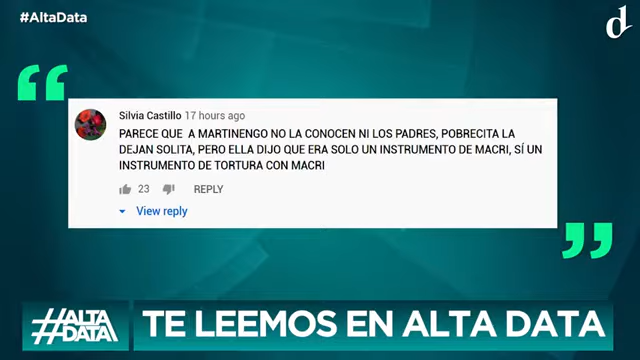 #AltaData
Silvia Castillo 17 hours ago
PARECE QUE A MARTINENGO NO LA CONOCEN NI LOS PADRES, POBRECITA LA
DEJAN SOLITA, PERO ELLA DIJO QUE ERA SOLO UN INSTRUMENTO DE MACRI, SÍ UN
INSTRUMENTO DE TORTURA CON MACRI
23 REPLY
View reply
#ALTA
DATA
TE LEEMOS EN ALTA DATA